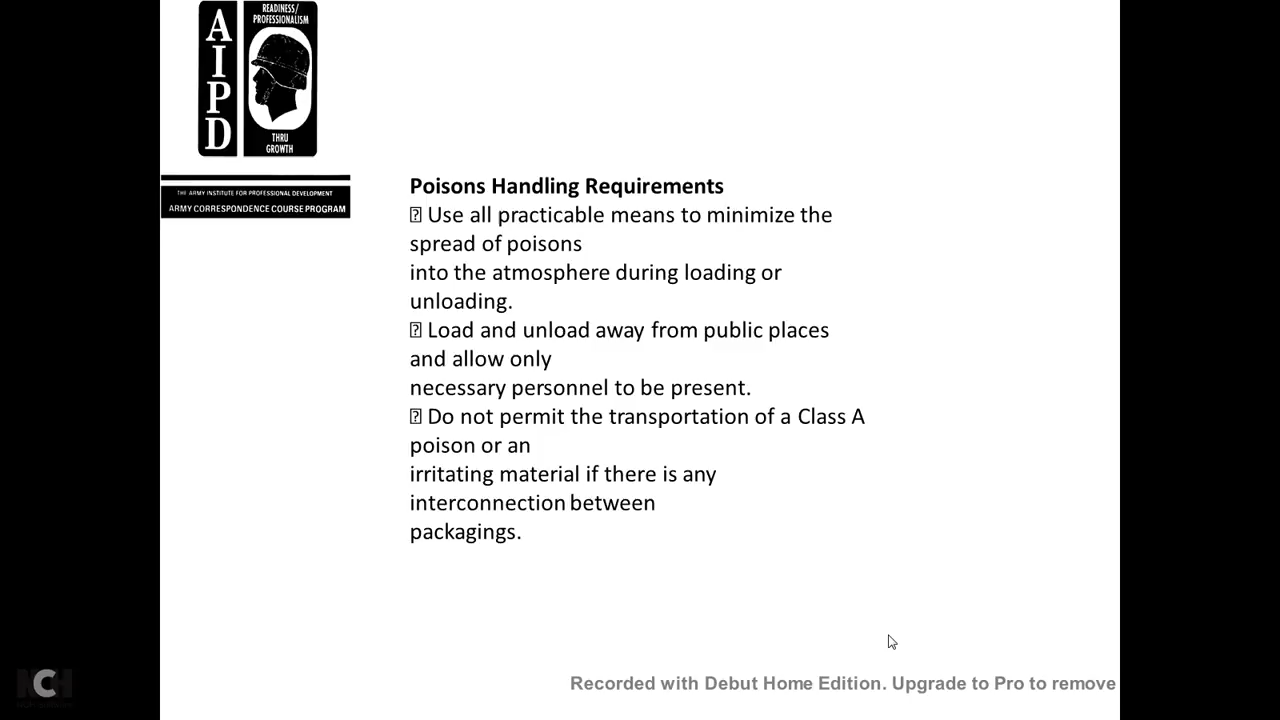 AIPD
READINESS/
PROFESSIONALISM
THRU
GROWTH
THE ARMY INSTITUTE FOR PROFESSIONAL DEVELOPMENT
ARMY CORRESPONDENCE COURSE PROGRAM
Poisons Handling Requirements
⍰ Use all practicable means to minimize the
spread of poisons
into the atmosphere during loading or
unloading.
⍰ Load and unload away from public places
and allow only
necessary personnel to be present.
⍰ Do not permit the transportation of a Class A
poison or an
irritating material if there is any
interconnection between
packagings.
NCH
Recorded with Debut Home Edition. Upgrade to Pro to remove